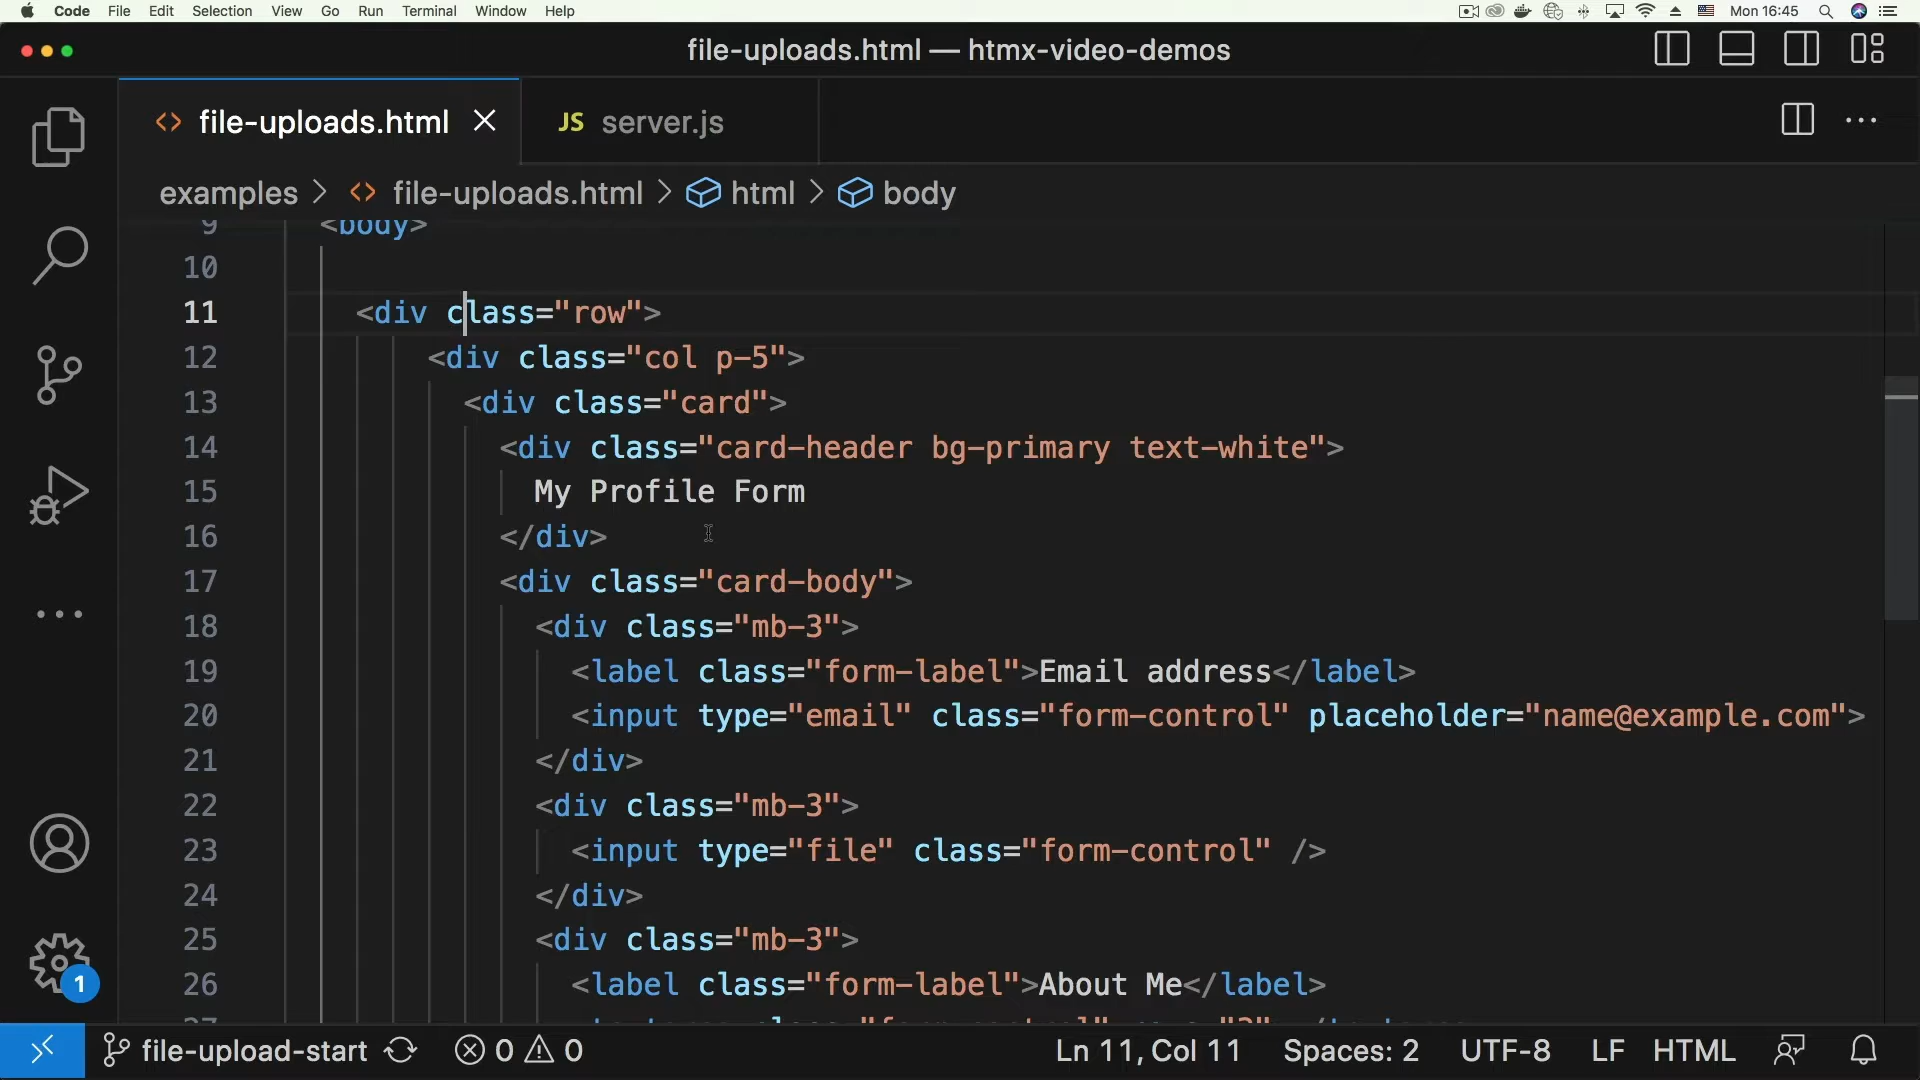 Code File Edit Selection View Go Run Terminal Window Help Mon 16:45
file-uploads.html — htmx-video-demos
file-uploads.html JS server.js
examples > file-uploads.html > html > body
9 <body>
10
11 <div class="row">
12 <div class="col p-5">
13 <div class="card">
14 <div class="card-header bg-primary text-white">
15 My Profile Form
16 </div>
17 <div class="card-body">
18 <div class="mb-3">
19 <label class="form-label">Email address</label>
20 <input type="email" class="form-control" placeholder="name@example.com">
21 </div>
22 <div class="mb-3">
23 <input type="file" class="form-control" />
24 </div>
25 <div class="mb-3">
26 <label class="form-label">About Me</label>
1
file-upload-start 0 0 Ln 11, Col 11 Spaces: 2 UTF-8 LF HTML